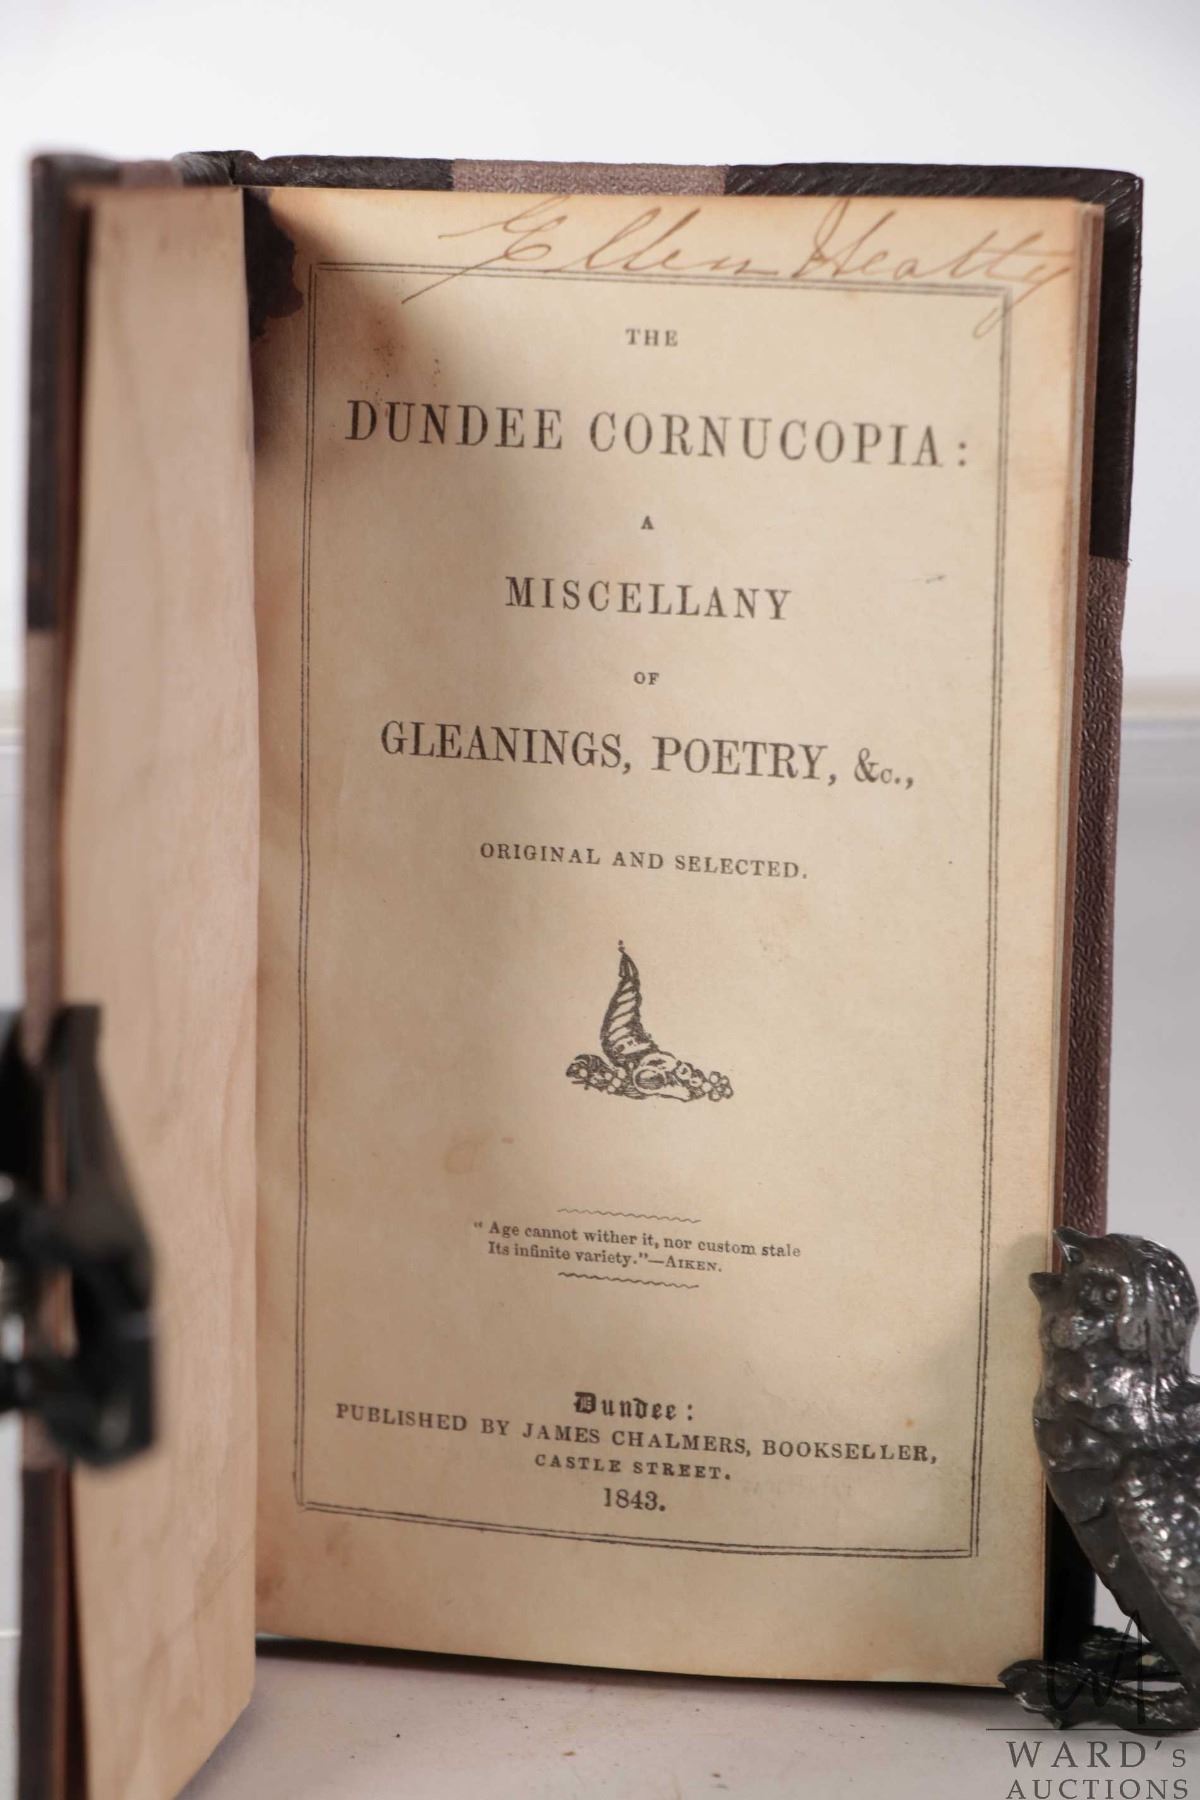 Ellen Heatty
THE
DUNDEE CORNUCOPIA:
A
MISCELLANY
OF
GLEANINGS, POETRY, &c.,
ORIGINAL AND SELECTED.
“Age cannot wither it, nor custom stale
Its infinite variety.”—AIKEN.
Dundee:
PUBLISHED BY JAMES CHALMERS, BOOKSELLER,
CASTLE STREET.
1843.
WARD's
AUCTIONS